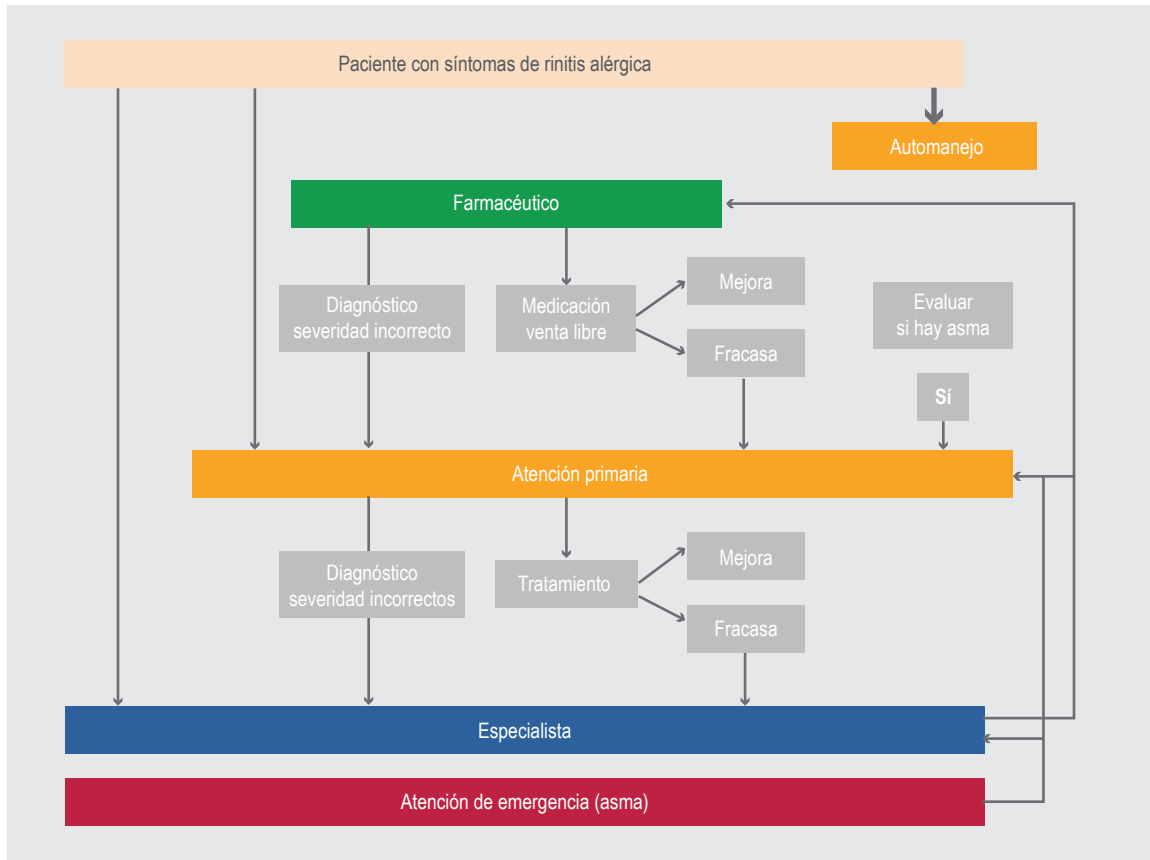 Paciente con síntomas de rinitis alérgica
Automanejo
Farmacéutico
Diagnóstico
severidad incorrecto
Medicación
venta libre
Mejora
Fracasa
Evaluar
si hay asma
Sí
Atención primaria
Diagnóstico
severidad incorrectos
Tratamiento
Mejora
Fracasa
Especialista
Atención de emergencia (asma)